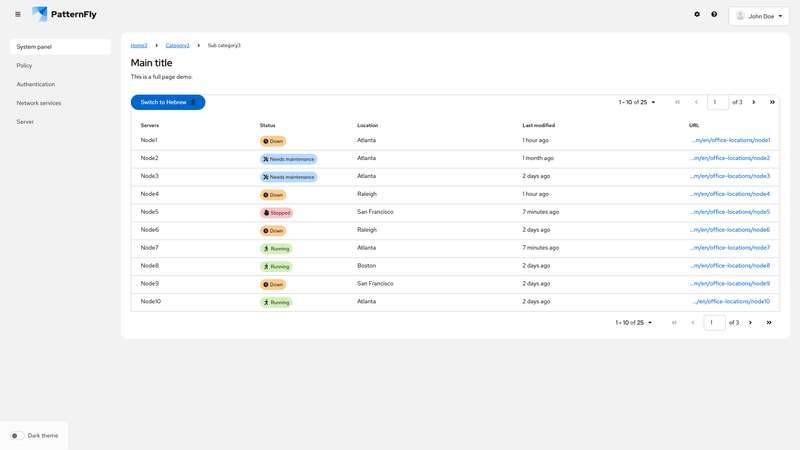 PatternFly
John Doe
System panel
Policy
Authentication
Network services
Server
Home3 Category3 Sub category3
Main title
This is a full page demo.
Switch to Hebrew 1 - 10 of 25 1 of 3
Servers Status Location Last modified URL
Node1 Down Atlanta 1 hour ago ...m/en/office-locations/node1
Node2 Needs maintenance Atlanta 1 month ago ...m/en/office-locations/node2
Node3 Needs maintenance Atlanta 2 days ago ...m/en/office-locations/node3
Node4 Down Raleigh 1 hour ago ...m/en/office-locations/node4
Node5 Stopped San Francisco 7 minutes ago ...m/en/office-locations/node5
Node6 Down Raleigh 2 days ago ...m/en/office-locations/node6
Node7 Running Atlanta 7 minutes ago ...m/en/office-locations/node7
Node8 Running Boston 2 days ago ...m/en/office-locations/node8
Node9 Down San Francisco 2 days ago ...m/en/office-locations/node9
Node10 Running Atlanta 2 days ago .../en/office-locations/node10
1 - 10 of 25 1 of 3
Dark theme